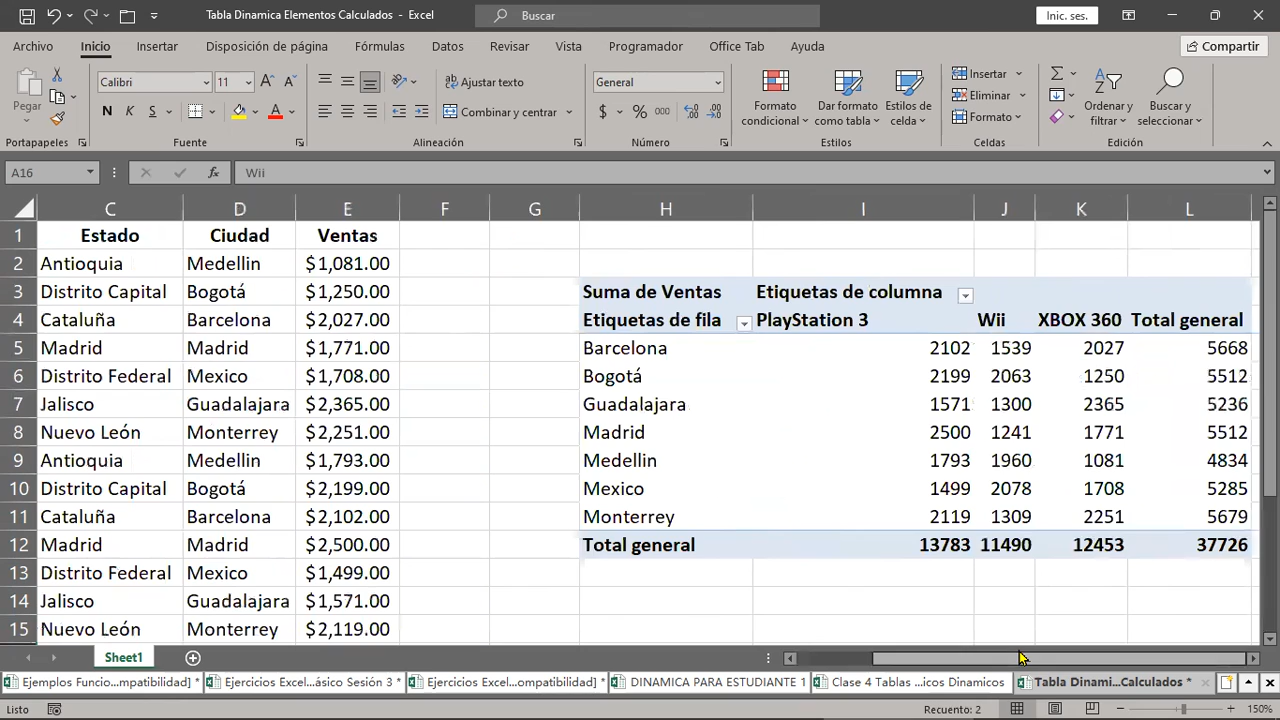 Tabla Dinamica Elementos Calculados - Excel
Buscar
Inic. ses.
Archivo Inicio Insertar Disposición de página Fórmulas Datos Revisar Vista Programador Office Tab Ayuda Compartir
Pegar
Calibri 11
N K S
Ajustar texto
Combinar y centrar
General
$ % 000
Formato condicional
Dar formato como tabla
Estilos de celda
Insertar
Eliminar
Formato
Ordenar y filtrar
Buscar y seleccionar
Portapapeles Fuente Alineación Número Estilos Celdas Edición
A16 fx Wii
C D E F G H I J K L
1 Estado Ciudad Ventas
2 Antioquia Medellin $1,081.00
3 Distrito Capital Bogotá $1,250.00 Suma de Ventas Etiquetas de columna
4 Cataluña Barcelona $2,027.00 Etiquetas de fila PlayStation 3 Wii XBOX 360 Total general
5 Madrid Madrid $1,771.00 Barcelona 2102 1539 2027 5668
6 Distrito Federal Mexico $1,708.00 Bogotá 2199 2063 1250 5512
7 Jalisco Guadalajara $2,365.00 Guadalajara 1571 1300 2365 5236
8 Nuevo León Monterrey $2,251.00 Madrid 2500 1241 1771 5512
9 Antioquia Medellin $1,793.00 Medellin 1793 1960 1081 4834
10 Distrito Capital Bogotá $2,199.00 Mexico 1499 2078 1708 5285
11 Cataluña Barcelona $2,102.00 Monterrey 2119 1309 2251 5679
12 Madrid Madrid $2,500.00 Total general 13783 11490 12453 37726
13 Distrito Federal Mexico $1,499.00
14 Jalisco Guadalajara $1,571.00
15 Nuevo León Monterrey $2,119.00
Sheet1
Ejemplos Funcio...mpatibilidad] * Ejercicios Excel...ásico Sesión 3 * Ejercicios Excel...ompatibilidad] * DINAMICA PARA ESTUDIANTE 1 Clase 4 Tablas ...icos Dinamicos Tabla Dinami...Calculados *
Listo Recuento: 2 150%